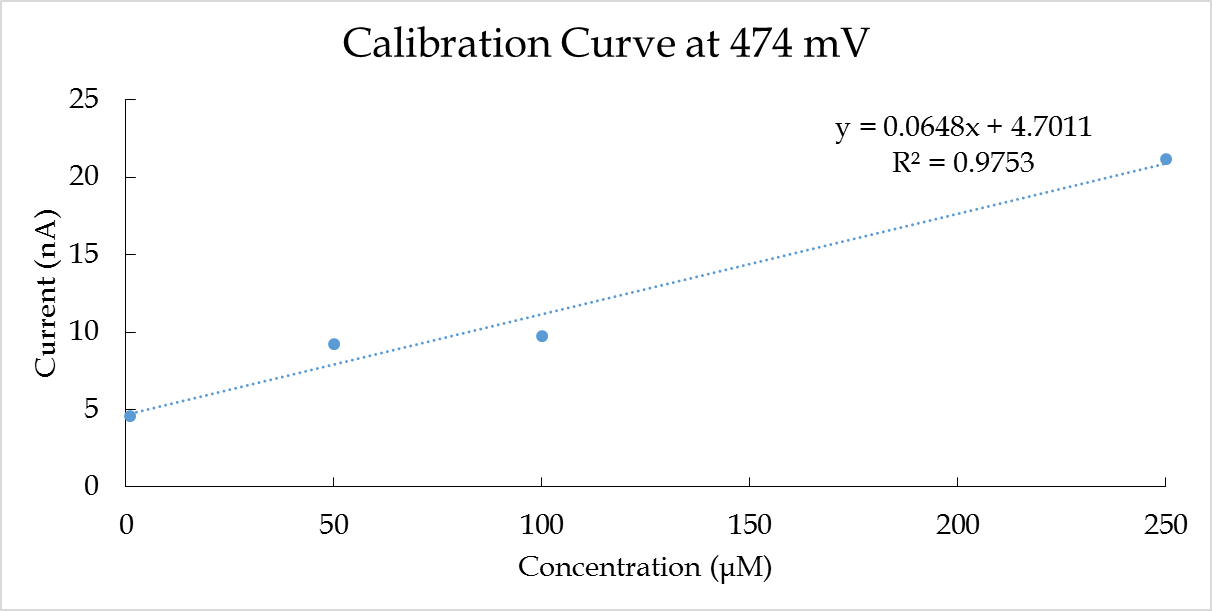 Calibration Curve at 474 mV
y = 0.0648x + 4.7011
R² = 0.9753
25
20
15
10
5
0
Current (nA)
0 50 100 150 200 250
Concentration (µM)